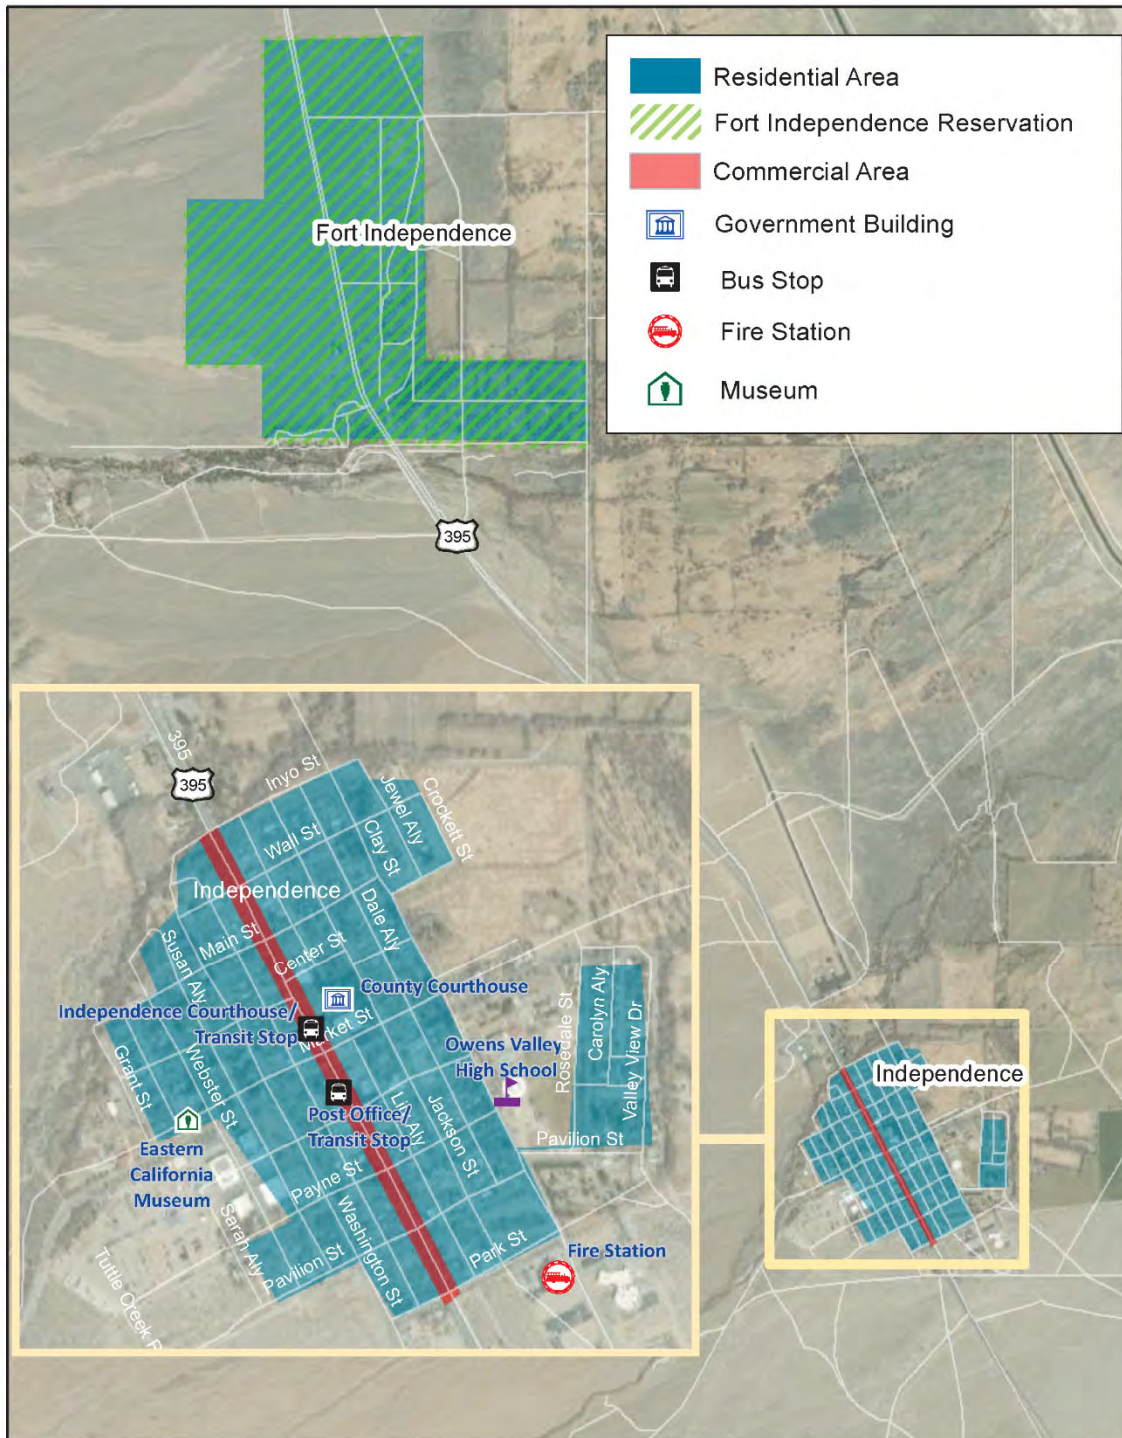 Residential Area
Fort Independence Reservation
Commercial Area
Government Building
Bus Stop
Fire Station
Museum
Fort Independence
395
395
395
Inyo St
Jewel Aly
Crockett St
Wall St
Clay St
Independence
Dale Aly
Susan Aly
Main St
Center St
County Courthouse
Independence Courthouse/
Transit Stop
Market St
Owens Valley
High School
Rosedale St
Carolyn Aly
Valley View Dr
Grant St
Webster St
Post Office/
Transit Stop
Jackson St
Pavilion St
Eastern
California
Museum
Payne St
Washington St
Sarah Aly
Pavilion St
Park St
Fire Station
Tuttle Creek
Independence